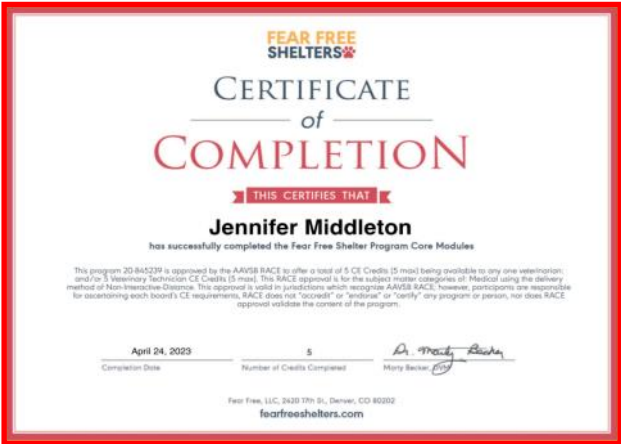 FEAR FREE
SHELTERS
CERTIFICATE
of
COMPLETION
THIS CERTIFIES THAT
Jennifer Middleton
has successfully completed the Fear Free Shelter Program Core Modules
This program 20-845239 is approved by the AAVSB RACE to offer a total of 5 CE Credits (5 max) being available to any one veterinarian:
and/or 5 Veterinary Technician CE Credits (5 max). This RACE approval is for the subject matter categories of: Medical using the delivery
method of Non-Interactive-Distance. This approval is valid in jurisdictions which recognize AAVSB RACE; however, participants are responsible
for ascertaining each board's CE requirements, RACE does not "accredit" or "endorse" or "certify" any program or person, nor does RACE
approval validate the content of the program.
April 24, 2023
5
Dr. Marty Becker
Completion Date
Number of Credits Completed
Marty Becker, DVM
Fear Free, LLC, 2420 17th St., Denver, CO 80202
fearfreeshelters.com